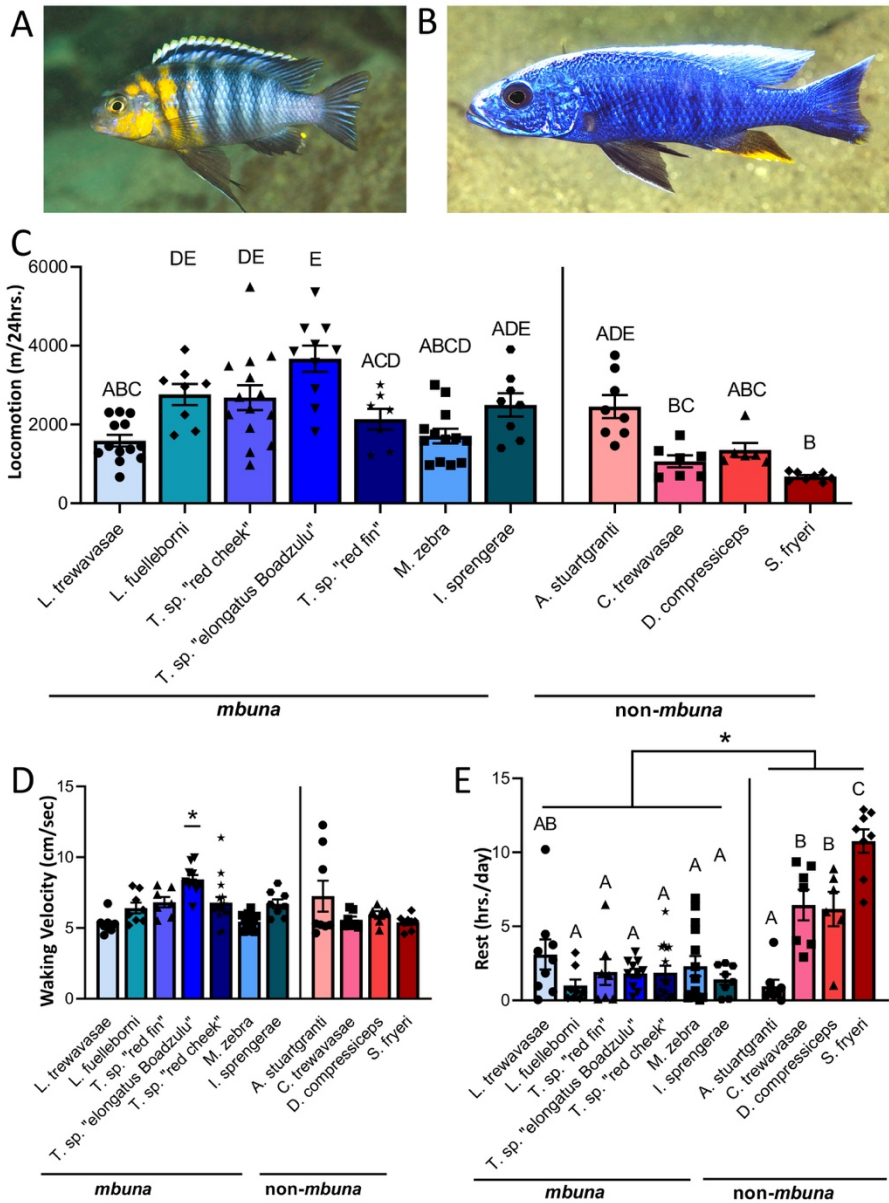 A
B
C
Locomotion (m/24hrs.)
6000
4000
2000
0
ABC
DE
DE
E
ACD
ABCD
ADE
ADE
BC
ABC
B
L. trewavasae
L. fuelleborni
T. sp. "red cheek"
T. sp. "elongatus Boadzulu"
T. sp. "red fin"
M. zebra
I. sprengerae
A. stuartgranti
C. trewavasae
D. compressiceps
S. fryeri
mbuna
non-mbuna
D
Waking Velocity (cm/sec)
15
10
5
0
*
L. trewavasae
L. fuelleborni
T. sp. "red fin"
T. sp. "elongatus Boadzulu"
T. sp. "red cheek"
M. zebra
I. sprengerae
A. stuartgranti
C. trewavasae
D. compressiceps
S. fryeri
mbuna
non-mbuna
E
Rest (hrs./day)
15
10
5
0
*
AB
A
A
A
A
A
A
A
B
B
C
L. trewavasae
L. fuelleborni
T. sp. "red fin"
T. sp. "elongatus Boadzulu"
T. sp. "red cheek"
M. zebra
I. sprengerae
A. stuartgranti
C. trewavasae
D. compressiceps
S. fryeri
mbuna
non-mbuna